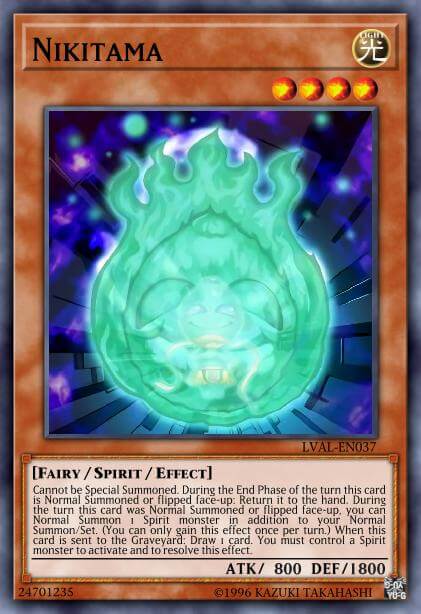 NIKITAMA
LIGHT
光
LVAL-EN037
[FAIRY / SPIRIT / EFFECT]
Cannot be Special Summoned. During the End Phase of the turn this card
is Normal Summoned or flipped face-up: Return it to the hand. During
the turn this card was Normal Summoned or flipped face-up, you can
Normal Summon 1 Spirit monster in addition to your Normal
Summon/Set. (You can only gain this effect once per turn.) When this
card is sent to the Graveyard: Draw 1 card. You must control a Spirit
monster to activate and to resolve this effect.
ATK/ 800 DEF/1800
24701235
©1996 KAZUKI TAKAHASHI